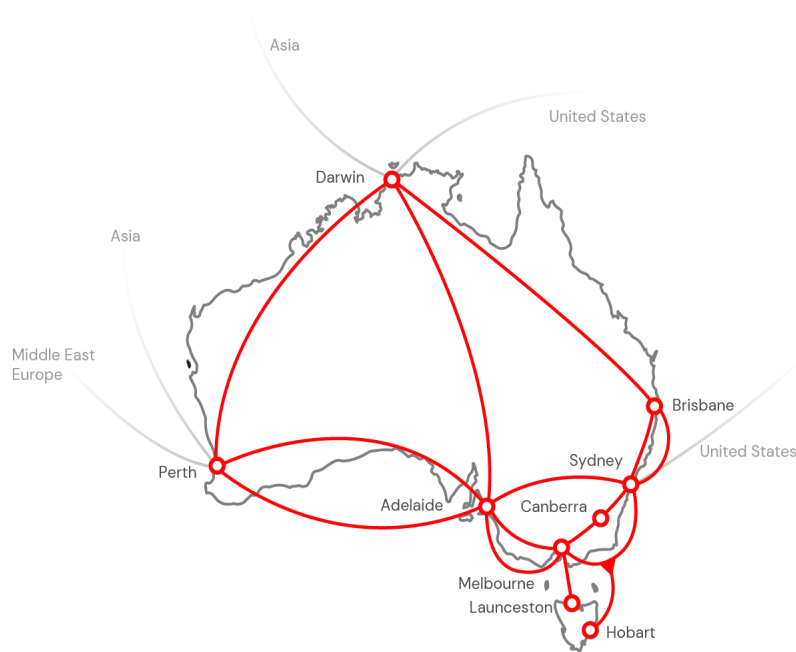 Asia
United States
Darwin
Asia
Middle East
Europe
Brisbane
United States
Sydney
Perth
Adelaide
Canberra
Melbourne
Launceston
Hobart